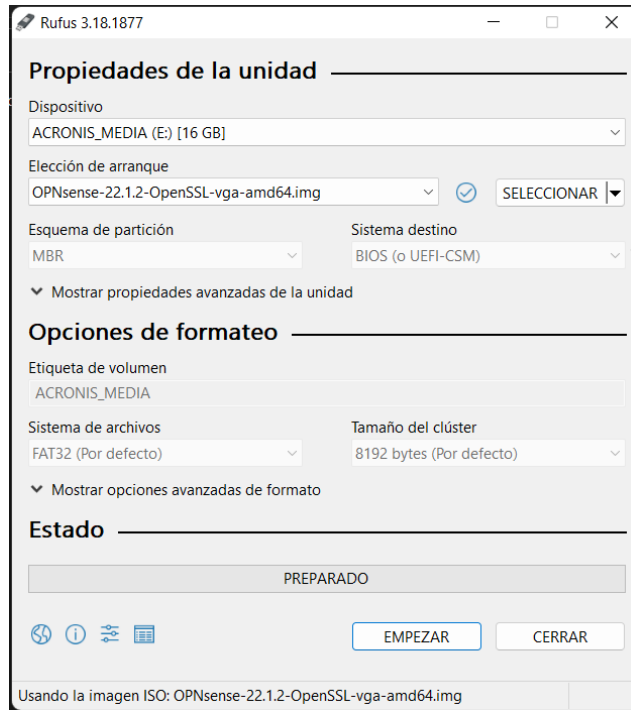 Rufus 3.18.1877
Propiedades de la unidad
Dispositivo
ACRONIS_MEDIA (E:) [16 GB]
Elección de arranque
OPNsense-22.1.2-OpenSSL-vga-amd64.img
SELECCIONAR
Esquema de partición
Sistema destino
MBR
BIOS (o UEFI-CSM)
Mostrar propiedades avanzadas de la unidad
Opciones de formateo
Etiqueta de volumen
ACRONIS_MEDIA
Sistema de archivos
Tamaño del clúster
FAT32 (Por defecto)
8192 bytes (Por defecto)
Mostrar opciones avanzadas de formato
Estado
PREPARADO
EMPEZAR
CERRAR
Usando la imagen ISO: OPNsense-22.1.2-OpenSSL-vga-amd64.img